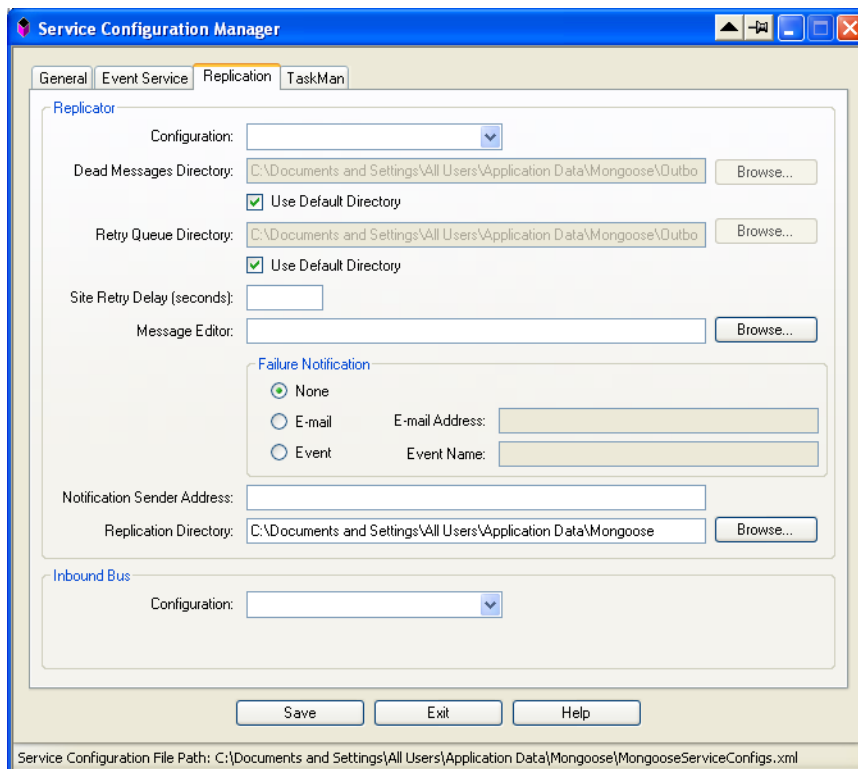 Service Configuration Manager
General Event Service Replication TaskMan
Replicator
Configuration:
Dead Messages Directory: C:\Documents and Settings\All Users\Application Data\Mongoose\Outbo Browse...
Use Default Directory
Retry Queue Directory: C:\Documents and Settings\All Users\Application Data\Mongoose\Outbo Browse...
Use Default Directory
Site Retry Delay (seconds):
Message Editor: Browse...
Failure Notification
None
E-mail E-mail Address:
Event Event Name:
Notification Sender Address:
Replication Directory: C:\Documents and Settings\All Users\Application Data\Mongoose Browse...
Inbound Bus
Configuration:
Save Exit Help
Service Configuration File Path: C:\Documents and Settings\All Users\Application Data\Mongoose\MongooseServiceConfigs.xml